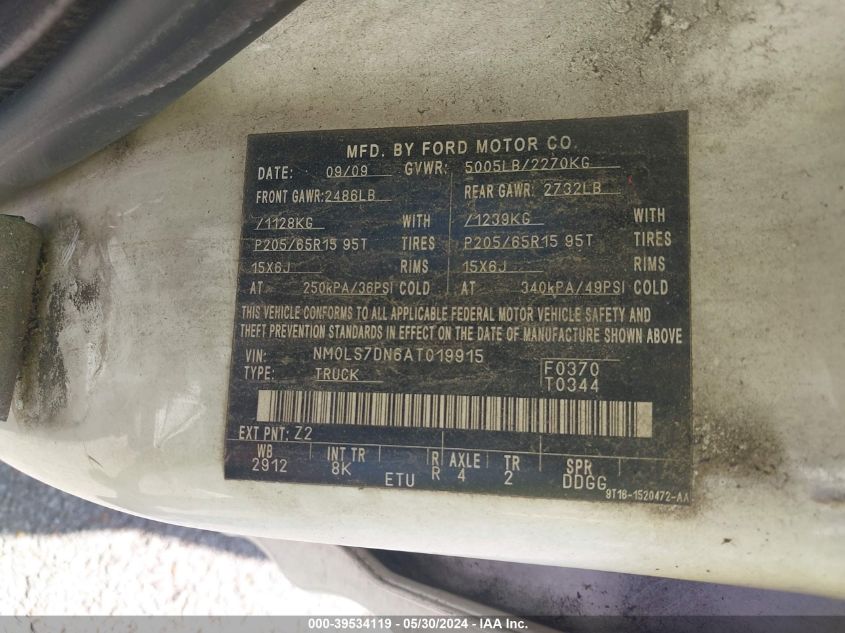 MFD. BY FORD MOTOR CO.
DATE: 09/09 GVWR: 5005LB/2270KG
FRONT GAWR: 2486LB REAR GAWR: 2732LB
/1128KG WITH /1239KG WITH
P205/65R15 95T TIRES P205/65R15 95T TIRES
15X6J RIMS 15X6J RIMS
AT 250kPA/36PSI COLD AT 340kPA/49PSI COLD
THIS VEHICLE CONFORMS TO ALL APPLICABLE FEDERAL MOTOR VEHICLE SAFETY AND
THEFT PREVENTION STANDARDS IN EFFECT ON THE DATE OF MANUFACTURE SHOWN ABOVE
VIN: NM0LS7DN6AT019915
TYPE: TRUCK
F0370
T0344
EXT PNT: Z2
WB INT TR R AXLE TR SPR
2912 8K ETU R 4 2 DDGG
9T16-1520472-AA
000-39534119 - 05/30/2024 - IAA, Inc.